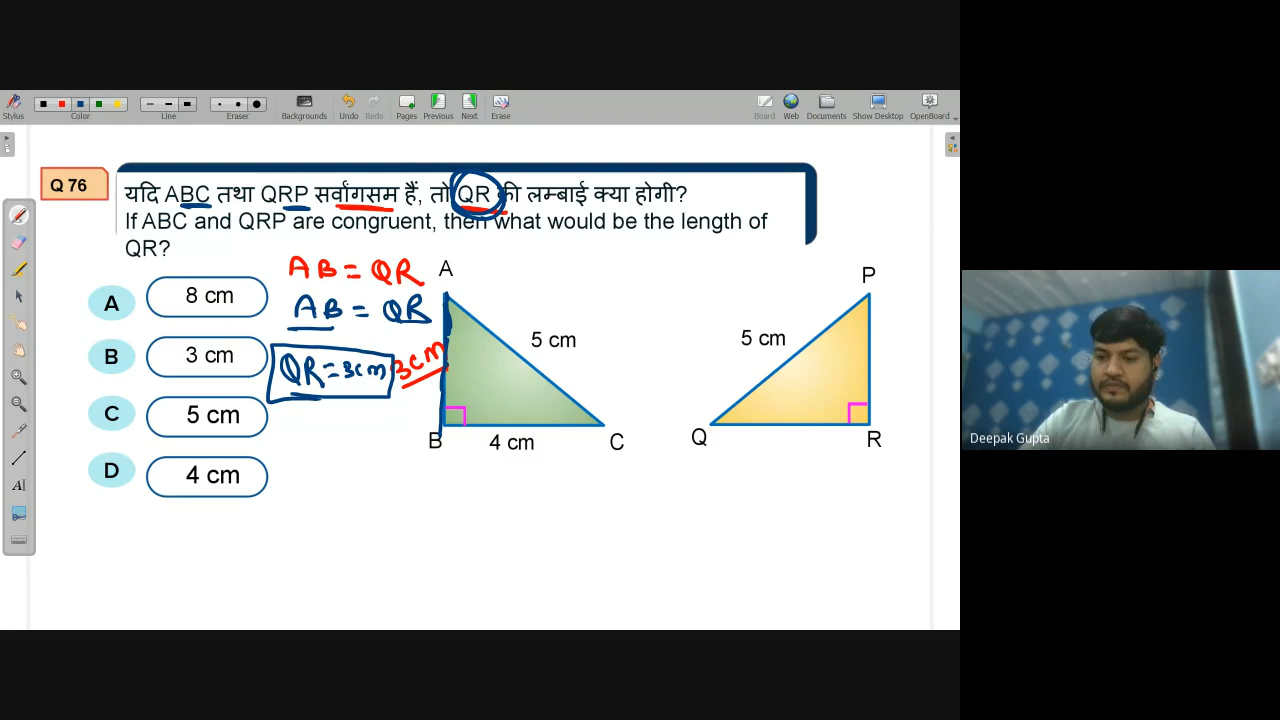 Stylus
Color
Line
Eraser
Backgrounds
Undo
Redo
Pages
Previous
Next
Erase
Board
Web
Documents
Show Desktop
OpenBoard
Q 76
यदि ABC तथा QRP सर्वांगसम हैं, तो QR की लम्बाई क्या होगी?
If ABC and QRP are congruent, then what would be the length of
QR?
A 8 cm
B 3 cm
C 5 cm
D 4 cm
AB = QR
AB = QR
QR = 3cm
3cm
A
5 cm
B
4 cm
C
P
5 cm
Q
R
Deepak Gupta